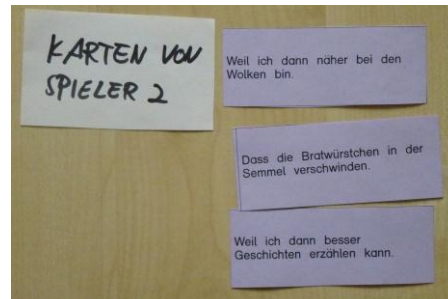 KARTEN VON
SPIELER 2
Weil ich dann näher bei den
Wolken bin.
Dass die Bratwürstchen in der
Semmel verschwinden.
Weil ich dann besser
Geschichten erzählen kann.